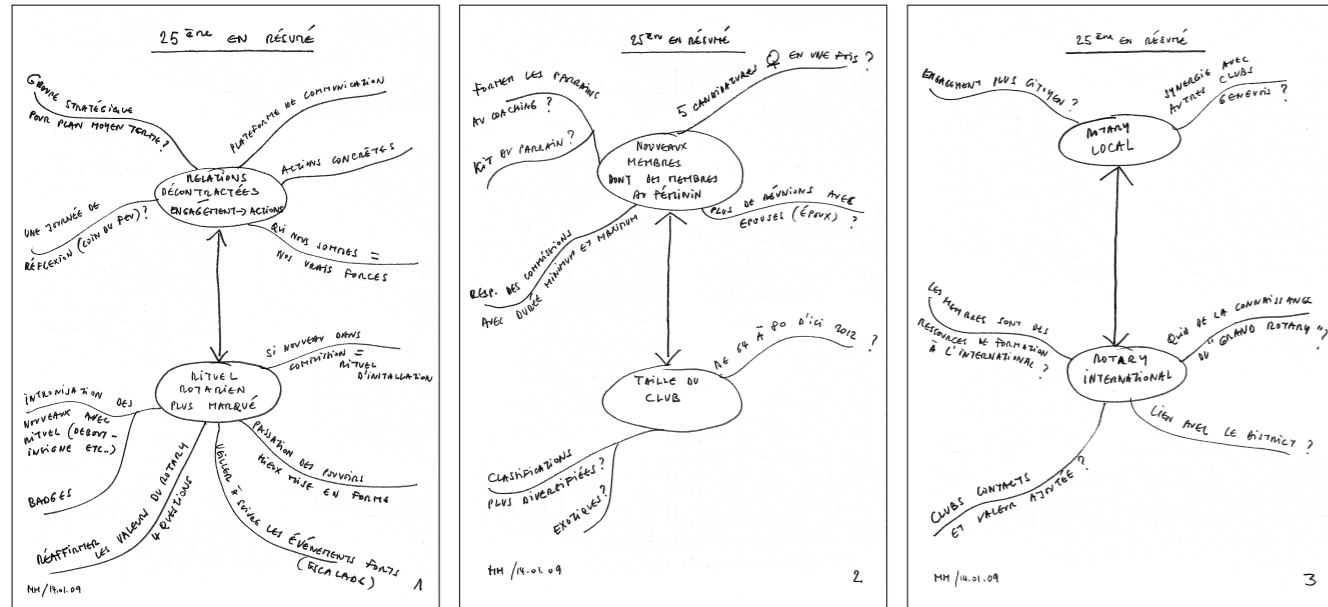 25ème EN RÉSUMÉ
GROUPE STRATÉGIQUE
POUR PLAN MOYEN TERME?
PLATEFORME DE COMMUNICATION
ACTIONS CONCRÈTES
RELATIONS
DÉCONTRACTÉES
ENGAGEMENT → ACTIONS
UNE JOURNÉE DE
RÉFLEXION (COIN DU FEU)?
QUI NOUS SOMMES =
NOS VRAIS FORCES
SI NOUVEAU DANS
COMMISSION =
RITUEL
D'INSTALLATION
RITUEL
ROTARIEN
PLUS MARQUÉ
INTRONISATION DES
NOUVEAUX AVEC
RITUEL (DEBOUT -
INSIGNE ETC..)
BADGES
RÉAFFIRMER LES VALEURS DU ROTARY
4 QUESTIONS
PASSATION DES POUVOIRS
MIEUX MISE EN FORME
VEILLER À SUIVRE LES ÉVÉNEMENTS FORTS
(ESCALADE)
MM/14.01.09
1
25ème EN RÉSUMÉ
FORMER LES PARRAINS
AU COACHING?
KIT DU PARRAIN?
5 CANDIDATURES ♀ EN UNE FOIS?
NOUVEAUX
MEMBRES
DONT DES MEMBRES
AU FÉMININ
PLUS DE RÉUNIONS AVEC
EPOUSES (ÉPOUX)?
RESP. DES COMMISSIONS
AVEC DURÉE MINIMUM ET MAXIMUM
DE 64 À 80 D'ICI 2012?
TAILLE DU
CLUB
CLASSIFICATIONS
PLUS DIVERSIFIÉES?
EXOTIQUES?
MM/14.01.09
2
25ème EN RÉSUMÉ
ENGAGEMENT PLUS CITOYEN?
SYNERGIE AVEC
AUTRES CLUBS
GENEVOIS?
ROTARY
LOCAL
LES MEMBRES SONT DES
RESSOURCES DE FORMATION
À L'INTERNATIONAL?
QUID DE LA CONNAISSANCE
DU "GRAND ROTARY"?
ROTARY
INTERNATIONAL
LIEN AVEC LE DISTRICT?
CLUBS CONTACTS
ET VALEUR AJOUTÉE?
MM/14.01.09
3